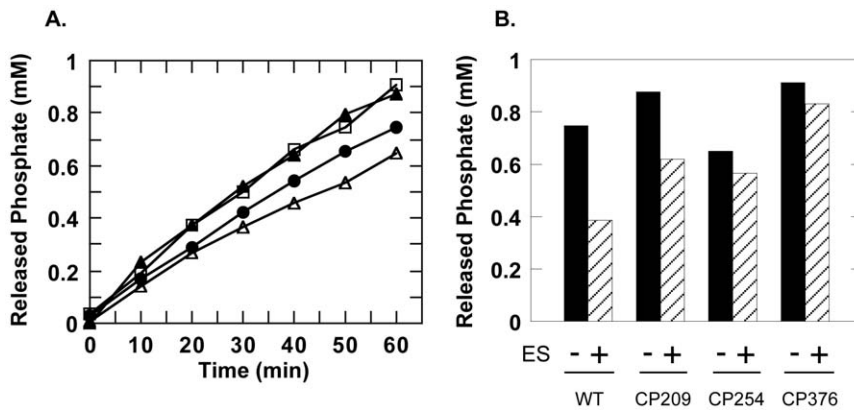 A.
B.
Released Phosphate (mM)
1
0.8
0.6
0.4
0.2
0
0 10 20 30 40 50 60
Time (min)
Released Phosphate (mM)
1
0.8
0.6
0.4
0.2
0
ES - + - + - + - +
WT CP209 CP254 CP376